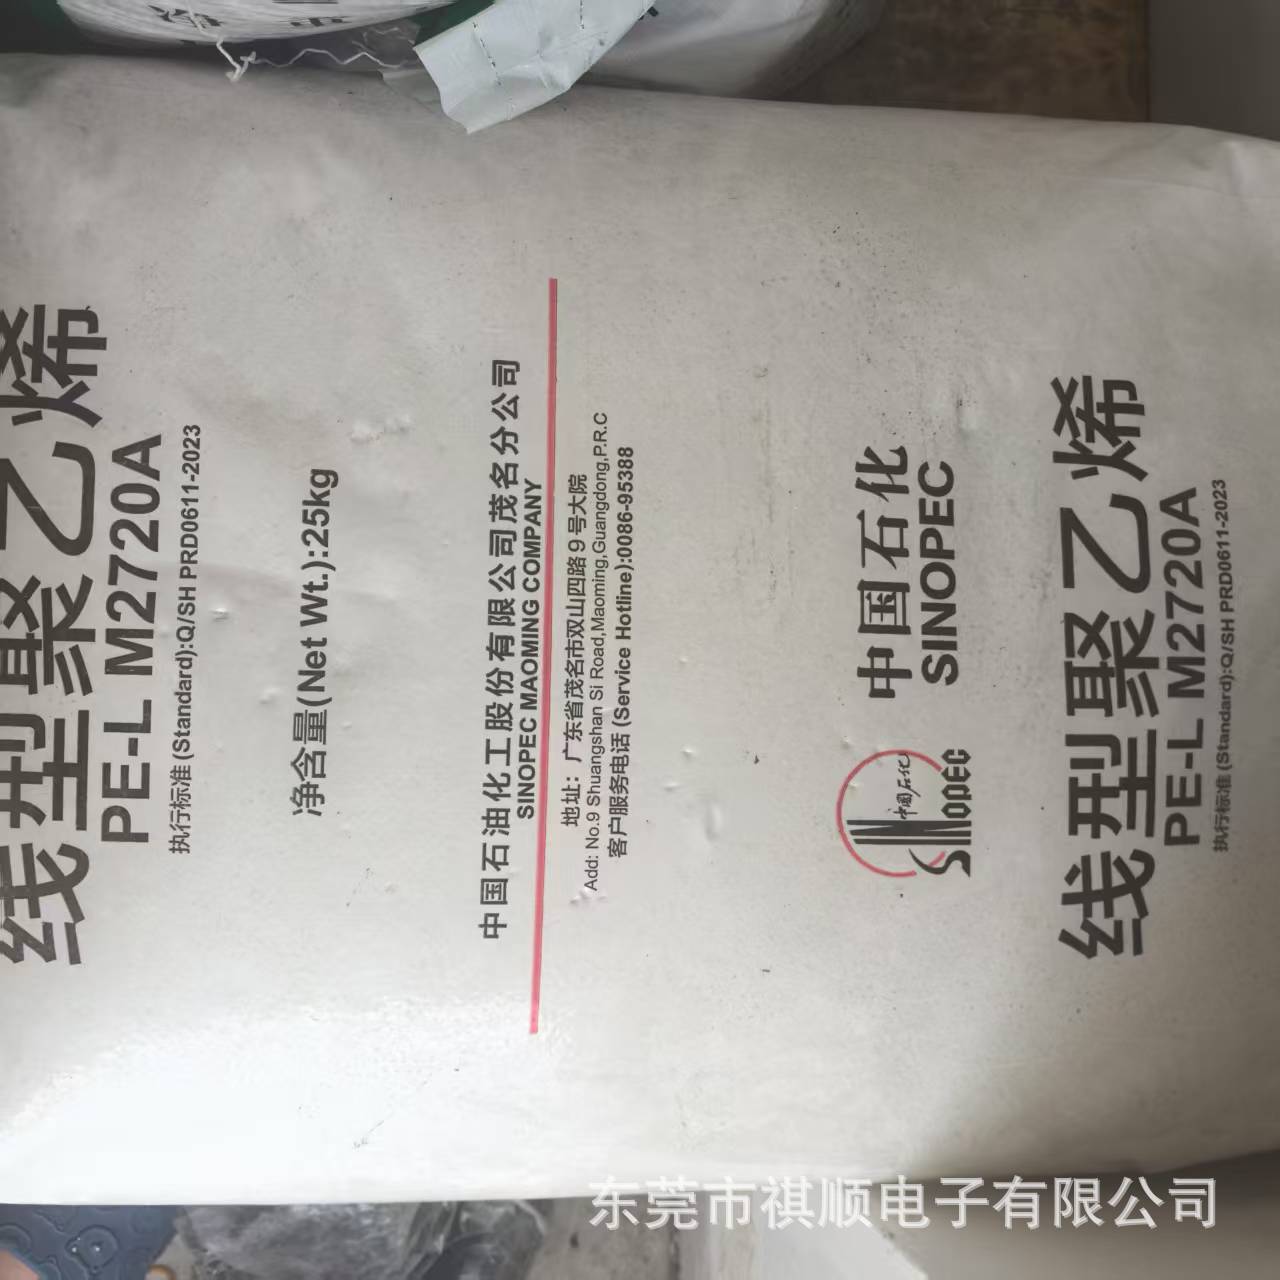 线型聚乙烯
PE-L M2720A
执行标准 (Standard):Q/SH PRD0611-2023
净含量(Net Wt.):25kg
中国石油化工股份有限公司茂名分公司
SINOPEC MAOMING COMPANY
地址：广东省茂名市双山四路9号大院
Add: No.9 Shuangshan Si Road,Maoming,Guangdong,P.R.C
客户服务电话 (Service Hotline):0086-95388
中国石化
SINOPEC
中国石化
SINOPEC
线型聚乙烯
PE-L M2720A
执行标准 (Standard):Q/SH PRD0611-2023
东莞市祺顺电子有限公司